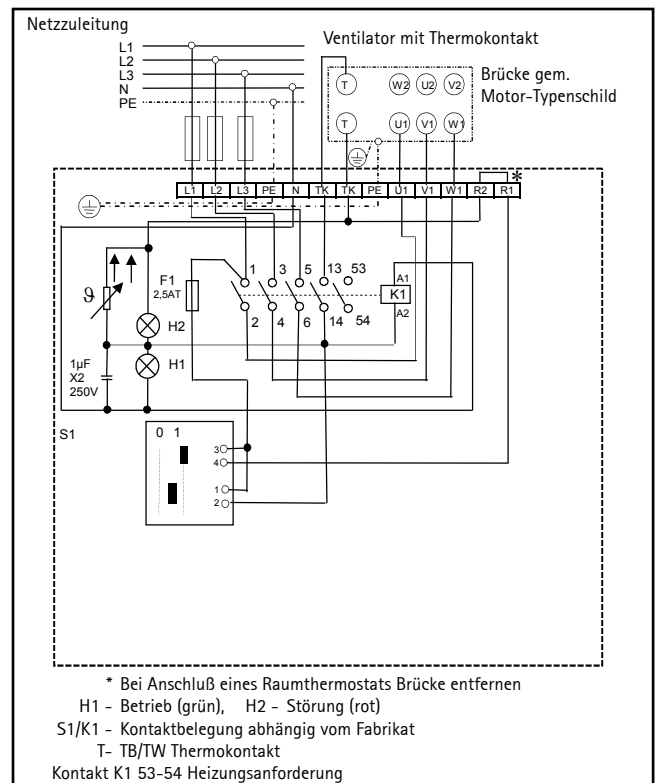 Netzzuleitung
L1
L2
L3
N
PE
Ventilator mit Thermokontakt
T W2 U2 V2
Brücke gem.
Motor-Typenschild
T U1 V1 W1
L1 L2 L3 PE N TK TK PE U1 V1 W1 R2 R1 *
ϑ
F1
2,5AT
1 3 5 13 53
2 4 6 14 54
A1
K1
A2
H2
H1
1µF
X2
250V
S1
0 1
3
4
1
2
* Bei Anschluß eines Raumthermostats Brücke entfernen
H1 - Betrieb (grün), H2 - Störung (rot)
S1/K1 - Kontaktbelegung abhängig vom Fabrikat
T- TB/TW Thermokontakt
Kontakt K1 53-54 Heizungsanforderung